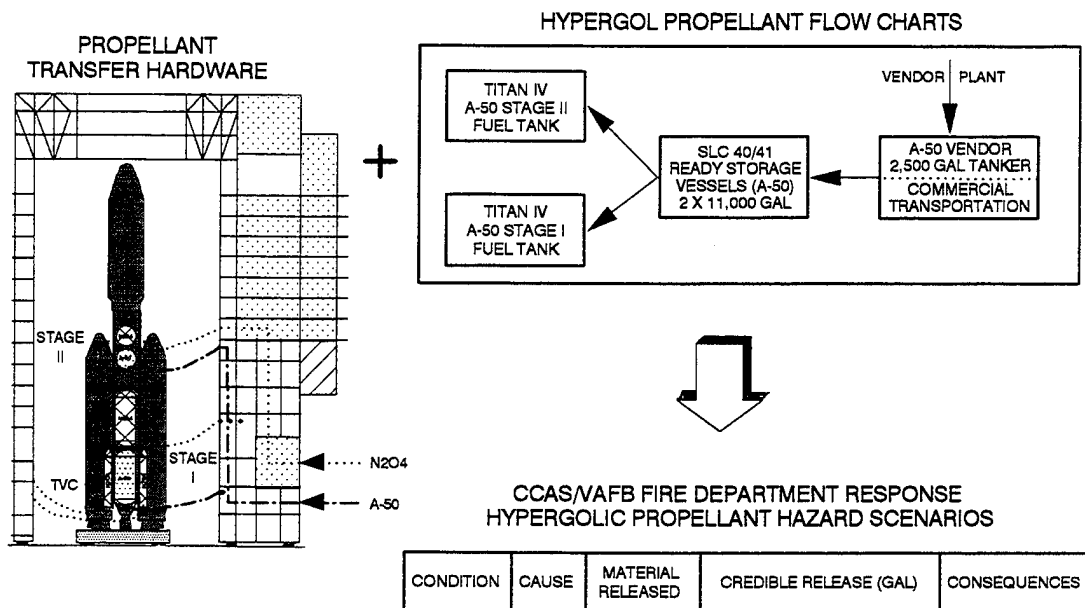 PROPELLANT
TRANSFER HARDWARE
STAGE
II
TVC
STAGE
I
N2O4
A-50
+
HYPERGOL PROPELLANT FLOW CHARTS
TITAN IV
A-50 STAGE II
FUEL TANK
TITAN IV
A-50 STAGE I
FUEL TANK
SLC 40/41
READY STORAGE
VESSELS (A-50)
2 X 11,000 GAL
VENDOR PLANT
A-50 VENDOR
2,500 GAL TANKER
COMMERCIAL
TRANSPORTATION
CCAS/VAFB FIRE DEPARTMENT RESPONSE
HYPERGOLIC PROPELLANT HAZARD SCENARIOS
CONDITION CAUSE MATERIAL RELEASED CREDIBLE RELEASE (GAL) CONSEQUENCES